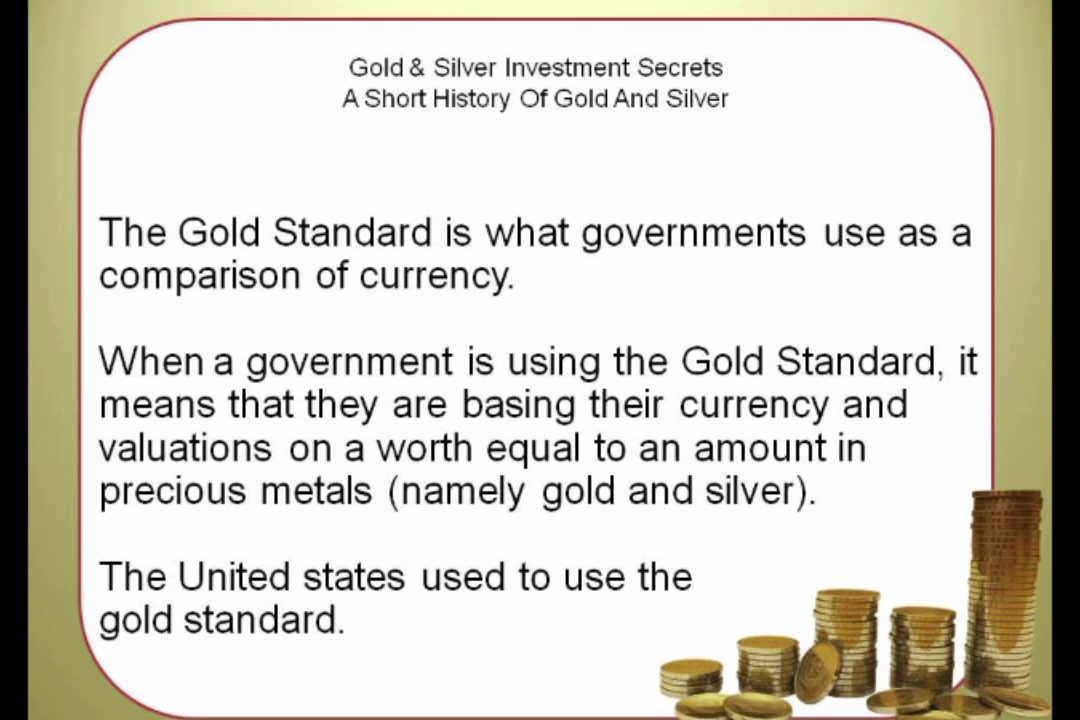 Gold & Silver Investment Secrets
A Short History Of Gold And Silver
The Gold Standard is what governments use as a
comparison of currency.
When a government is using the Gold Standard, it
means that they are basing their currency and
valuations on a worth equal to an amount in
precious metals (namely gold and silver).
The United states used to use the
gold standard.